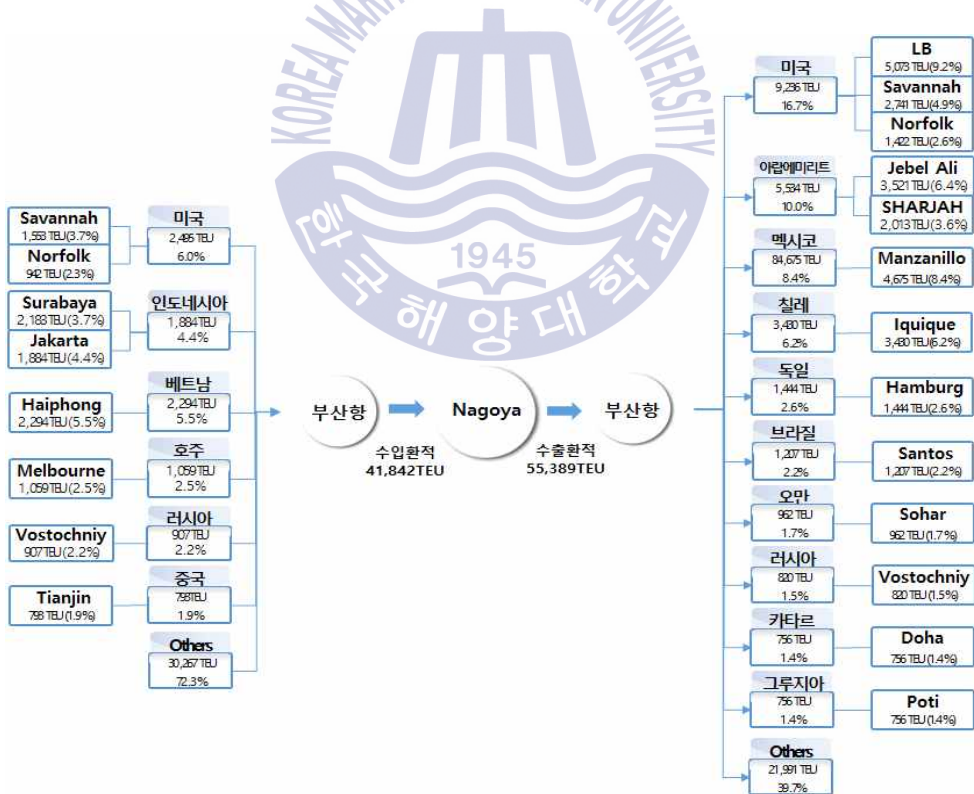 KOREA MARITIME AND OCEAN UNIVERSITY
1945
한국해양대학교
Savannah
1,553 TEU(3.7%)
Norfolk
942 TEU(2.3%)
미국
2,495 TEU
6.0%
Surabaya
2,183 TEU(3.7%)
Jakarta
1,884 TEU(4.4%)
인도네시아
1,884 TEU
4.4%
Haiphong
2,294 TEU(5.5%)
베트남
2,294 TEU
5.5%
Melbourne
1,059 TEU(2.5%)
호주
1,059 TEU
2.5%
Vostochniy
907 TEU(2.2%)
러시아
907 TEU
2.2%
Tianjin
798 TEU(1.9%)
중국
798TEU
1.9%
Others
30,267 TEU
72.3%
부산항
수입환적
41,842TEU
Nagoya
수출환적
55,389TEU
부산항
미국
9,236 TEU
16.7%
LB
5,073 TEU(9.2%)
Savannah
2,741 TEU(4.9%)
Norfolk
1,422 TEU(2.6%)
아랍에미리트
5,534 TEU
10.0%
Jebel Ali
3,521 TEU(6.4%)
SHARJAH
2,013 TEU(3.6%)
멕시코
84,675 TEU
8.4%
Manzanillo
4,675 TEU(8.4%)
칠레
3,430 TEU
6.2%
Iquique
3,430 TEU(6.2%)
독일
1,444 TEU
2.6%
Hamburg
1,444 TEU(2.6%)
브라질
1,207 TEU
2.2%
Santos
1,207 TEU(2.2%)
오만
962 TEU
1.7%
Sohar
962 TEU(1.7%)
러시아
820 TEU
1.5%
Vostochniy
820 TEU(1.5%)
카타르
756 TEU
1.4%
Doha
756 TEU(1.4%)
그루지아
756 TEU
1.4%
Poti
756 TEU(1.4%)
Others
21,991 TEU
39.7%